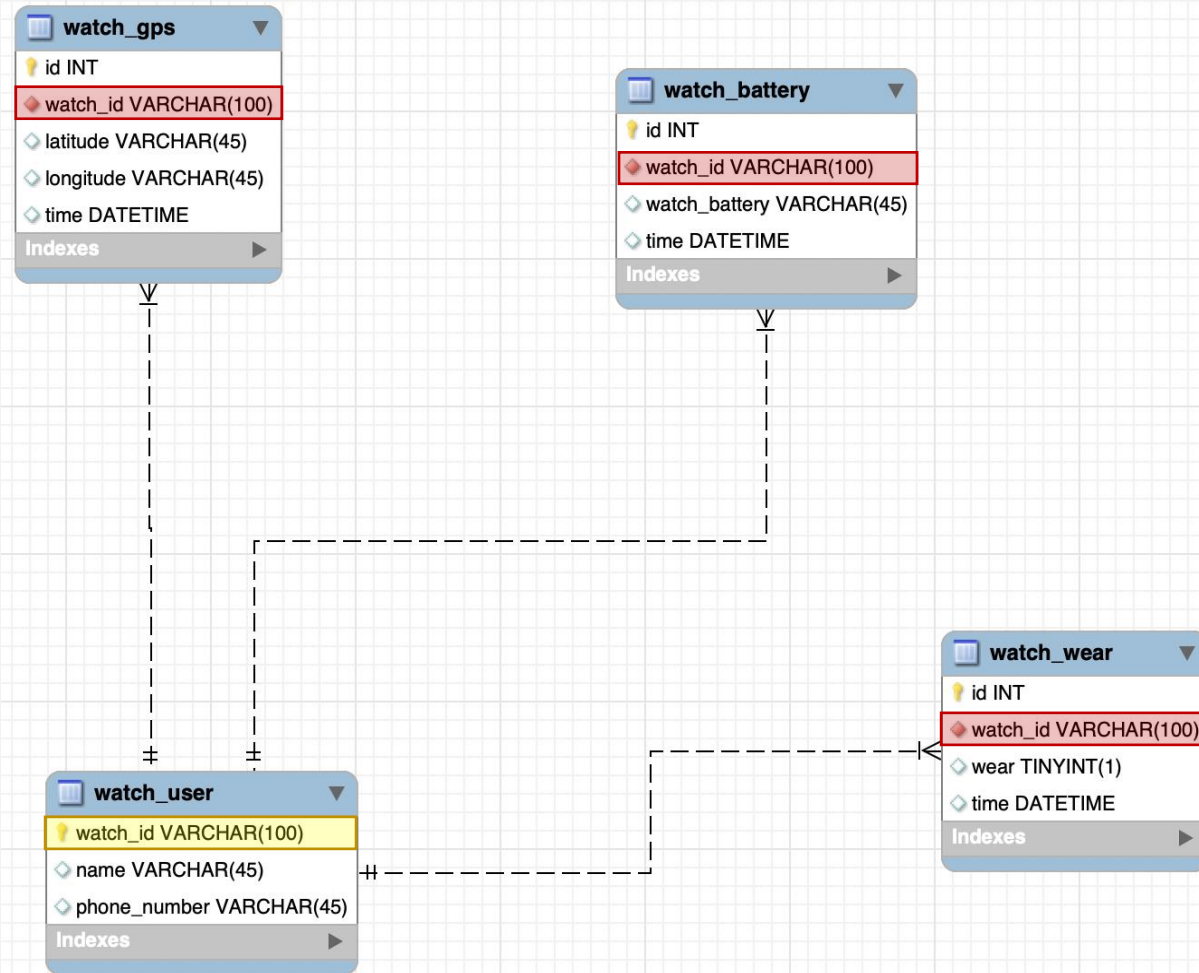 watch_gps
id INT
watch_id VARCHAR(100)
latitude VARCHAR(45)
longitude VARCHAR(45)
time DATETIME
Indexes
watch_battery
id INT
watch_id VARCHAR(100)
watch_battery VARCHAR(45)
time DATETIME
Indexes
watch_wear
id INT
watch_id VARCHAR(100)
wear TINYINT(1)
time DATETIME
Indexes
watch_user
watch_id VARCHAR(100)
name VARCHAR(45)
phone_number VARCHAR(45)
Indexes